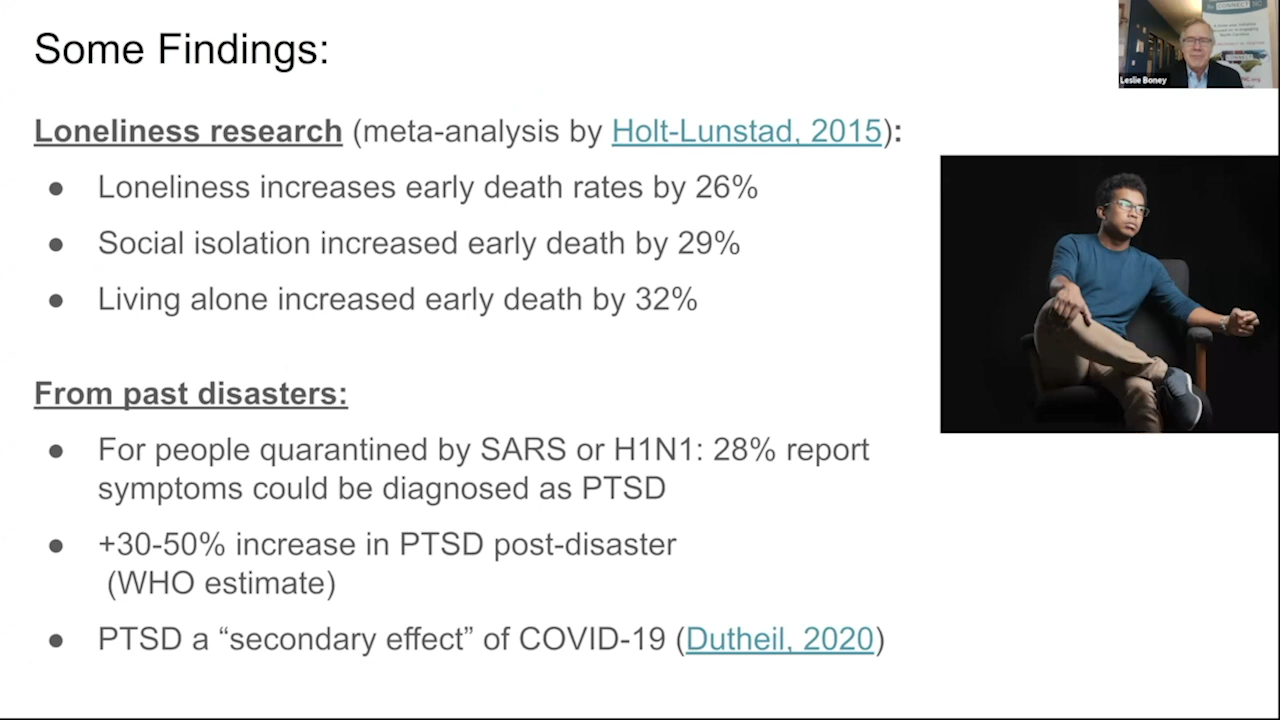 Some Findings:
Leslie Boney
Loneliness research (meta-analysis by Holt-Lunstad, 2015):
● Loneliness increases early death rates by 26%
● Social isolation increased early death by 29%
● Living alone increased early death by 32%
From past disasters:
● For people quarantined by SARS or H1N1: 28% report
symptoms could be diagnosed as PTSD
● +30-50% increase in PTSD post-disaster
(WHO estimate)
● PTSD a “secondary effect” of COVID-19 (Dutheil, 2020)